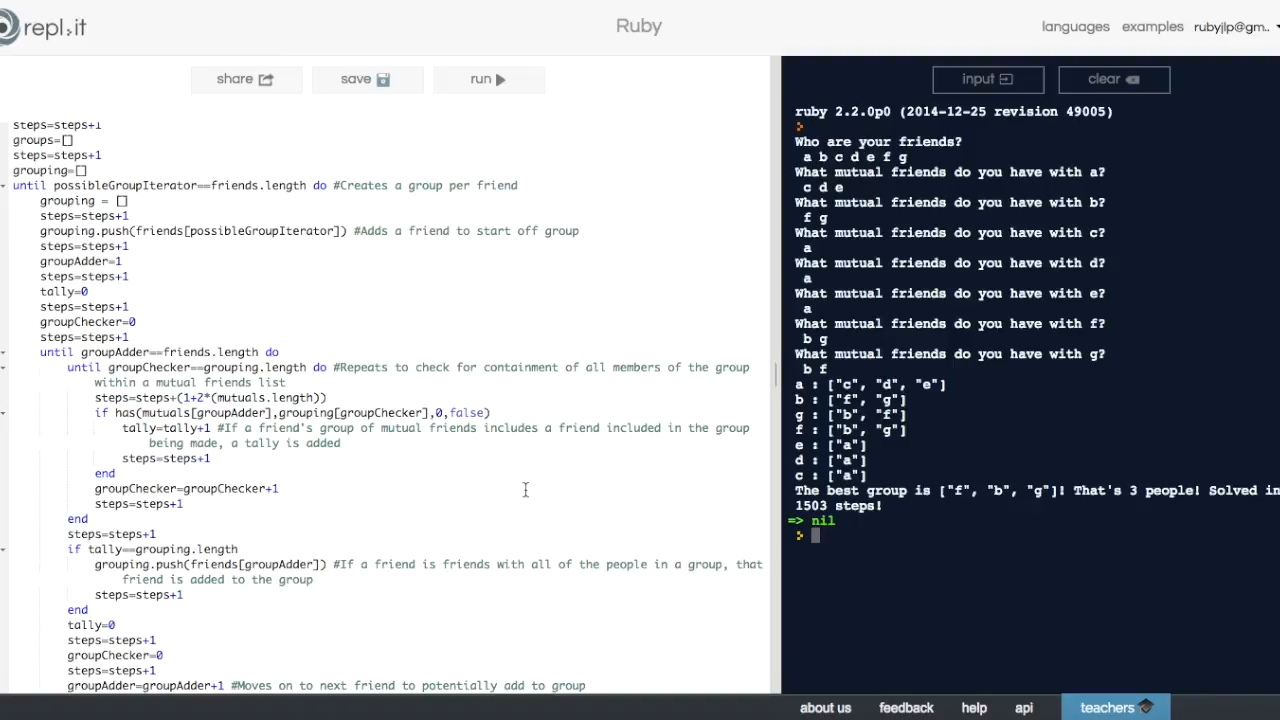 repl.it
Ruby
languages examples rubyjlp@gm..
share
save
run
input
clear
steps=steps+1
groups=[]
steps=steps+1
grouping=[]
until possibleGroupIterator==friends.length do #Creates a group per friend
grouping = []
steps=steps+1
grouping.push(friends[possibleGroupIterator]) #Adds a friend to start off group
steps=steps+1
groupAdder=1
steps=steps+1
tally=0
steps=steps+1
groupChecker=0
steps=steps+1
until groupAdder==friends.length do
until groupChecker==grouping.length do #Repeats to check for containment of all members of the group
within a mutual friends list
steps=steps+(1+2*(mutuals.length))
if has(mutuals[groupAdder],grouping[groupChecker],0,false)
tally=tally+1 #If a friend's group of mutual friends includes a friend included in the group
being made, a tally is added
steps=steps+1
end
groupChecker=groupChecker+1
steps=steps+1
end
steps=steps+1
if tally==grouping.length
grouping.push(friends[groupAdder]) #If a friend is friends with all of the people in a group, that
friend is added to the group
steps=steps+1
end
tally=0
steps=steps+1
groupChecker=0
steps=steps+1
groupAdder=groupAdder+1 #Moves on to next friend to potentially add to group
ruby 2.2.0p0 (2014-12-25 revision 49005)
Who are your friends?
a b c d e f g
What mutual friends do you have with a?
c d e
What mutual friends do you have with b?
f g
What mutual friends do you have with c?
a
What mutual friends do you have with d?
a
What mutual friends do you have with e?
a
What mutual friends do you have with f?
b g
What mutual friends do you have with g?
b f
a : ["c", "d", "e"]
b : ["f", "g"]
g : ["b", "f"]
f : ["b", "g"]
e : ["a"]
d : ["a"]
c : ["a"]
The best group is ["f", "b", "g"]! That's 3 people! Solved in
1503 steps!
=> nil
about us feedback help api teachers